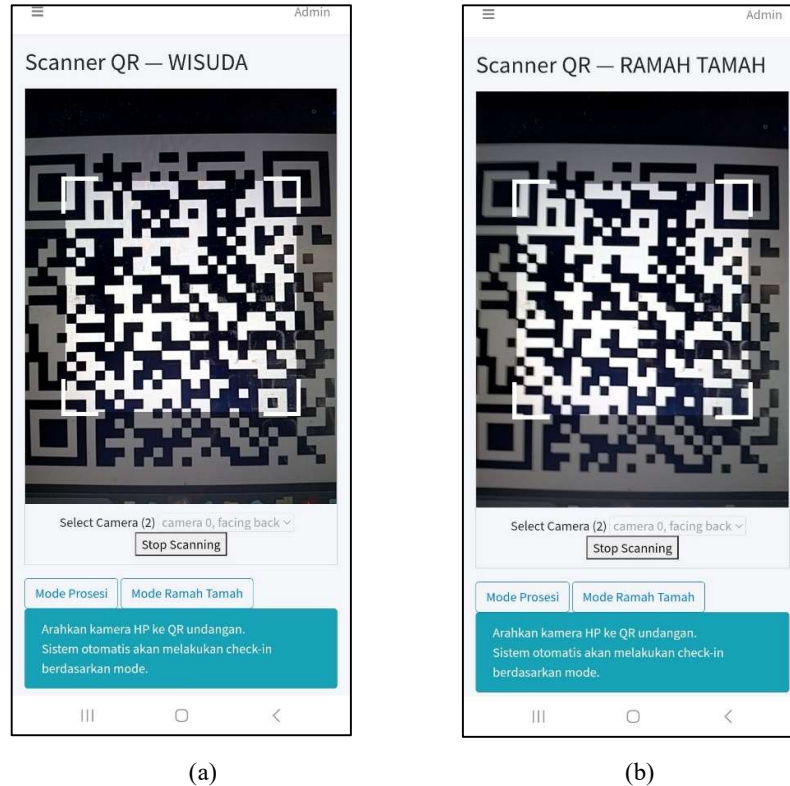 Admin
Scanner QR — WISUDA
Select Camera (2) camera 0, facing back
Stop Scanning
Mode Prosesi Mode Ramah Tamah
Arahkan kamera HP ke QR undangan.
Sistem otomatis akan melakukan check-in
berdasarkan mode.
(a)
Admin
Scanner QR — RAMAH TAMAH
Select Camera (2) camera 0, facing back
Stop Scanning
Mode Prosesi Mode Ramah Tamah
Arahkan kamera HP ke QR undangan.
Sistem otomatis akan melakukan check-in
berdasarkan mode.
(b)